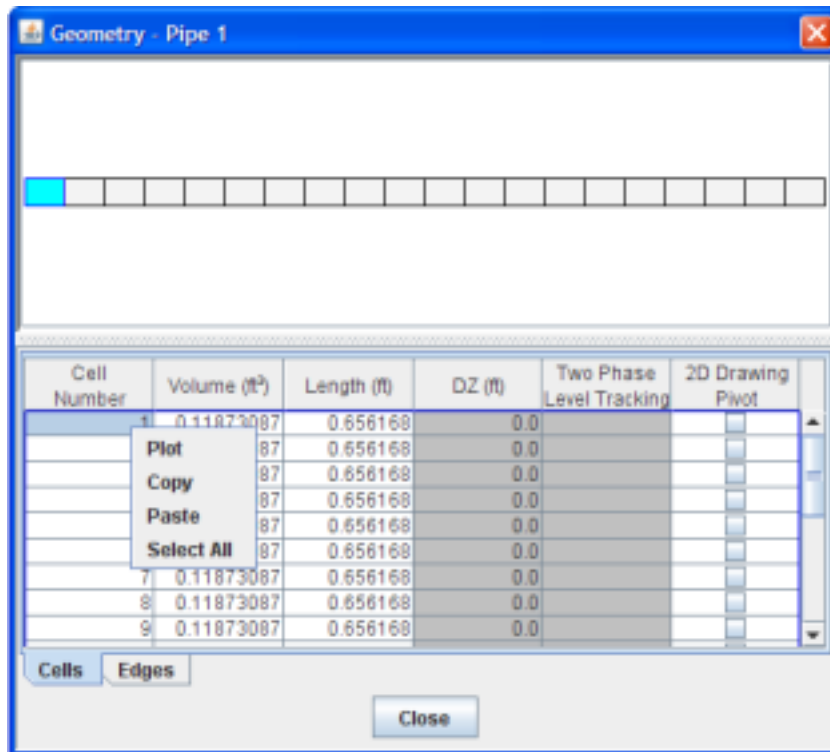 Geometry - Pipe 1
Cell Number Volume (ft³) Length (ft) DZ (ft) Two Phase Level Tracking 2D Drawing Pivot
1 0.11873087 0.656168 0.0
Plot 87 0.656168 0.0
Copy 87 0.656168 0.0
87 0.656168 0.0
Paste 87 0.656168 0.0
Select All 87 0.656168 0.0
7 0.11873087 0.656168 0.0
8 0.11873087 0.656168 0.0
9 0.11873087 0.656168 0.0
Cells Edges
Close